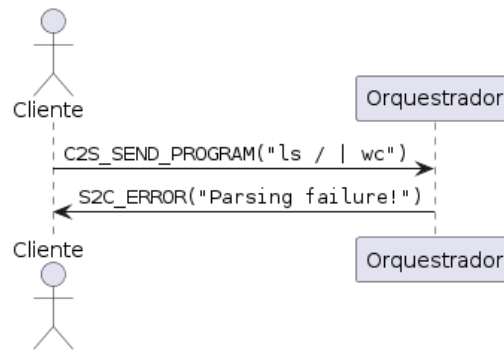 Cliente
Orquestrador
C2S_SEND_PROGRAM("ls / | wc")
S2C_ERROR("Parsing failure!")
Cliente
Orquestrador